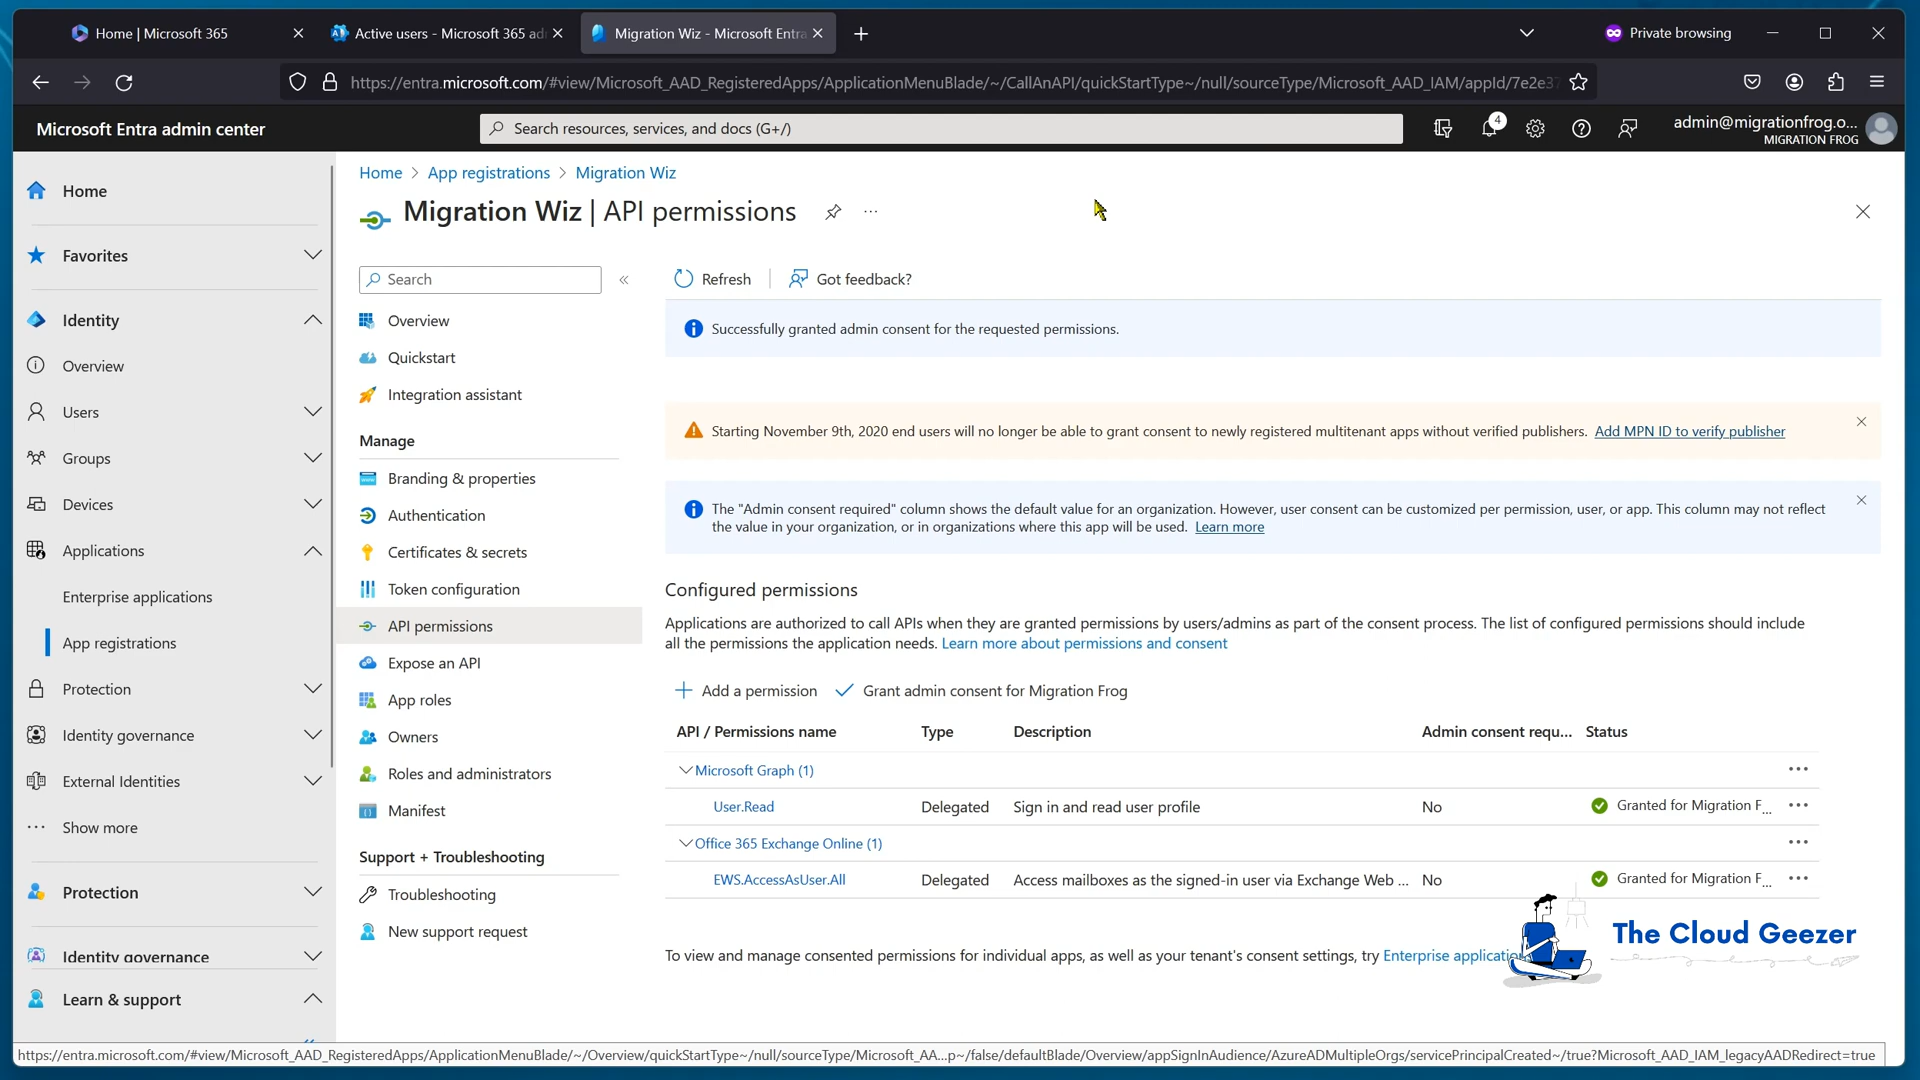 Home | Microsoft 365
Active users - Microsoft 365 ad
Migration Wiz - Microsoft Entra
Private browsing
https://entra.microsoft.com/#view/Microsoft_AAD_RegisteredApps/ApplicationMenuBlade/~/CallAnAPI/quickStartType~/null/sourceType/Microsoft_AAD_IAM/appId/7e2e37
Microsoft Entra admin center
Search resources, services, and docs (G+/)
4
admin@migrationfrog.o...
MIGRATION FROG
Home
Favorites
Identity
Overview
Users
Groups
Devices
Applications
Enterprise applications
App registrations
Protection
Identity governance
External Identities
Show more
Protection
Identity governance
Learn & support
Home > App registrations > Migration Wiz
Migration Wiz | API permissions
Search
Overview
Quickstart
Integration assistant
Manage
Branding & properties
Authentication
Certificates & secrets
Token configuration
API permissions
Expose an API
App roles
Owners
Roles and administrators
Manifest
Support + Troubleshooting
Troubleshooting
New support request
Refresh
Got feedback?
Successfully granted admin consent for the requested permissions.
Starting November 9th, 2020 end users will no longer be able to grant consent to newly registered multitenant apps without verified publishers. Add MPN ID to verify publisher
The "Admin consent required" column shows the default value for an organization. However, user consent can be customized per permission, user, or app. This column may not reflect
the value in your organization, or in organizations where this app will be used. Learn more
Configured permissions
Applications are authorized to call APIs when they are granted permissions by users/admins as part of the consent process. The list of configured permissions should include
all the permissions the application needs. Learn more about permissions and consent
Add a permission
Grant admin consent for Migration Frog
API / Permissions name Type Description Admin consent requ... Status
Microsoft Graph (1)
User.Read Delegated Sign in and read user profile No Granted for Migration F...
Office 365 Exchange Online (1)
EWS.AccessAsUser.All Delegated Access mailboxes as the signed-in user via Exchange Web ... No Granted for Migration F...
To view and manage consented permissions for individual apps, as well as your tenant's consent settings, try Enterprise applicatio
The Cloud Geezer
https://entra.microsoft.com/#view/Microsoft_AAD_RegisteredApps/ApplicationMenuBlade/~/Overview/quickStartType~/null/sourceType/Microsoft_AA...p~/false/defaultBlade/Overview/appSignInAudience/AzureADMultipleOrgs/servicePrincipalCreated~/true?Microsoft_AAD_IAM_legacyAADRedirect=true